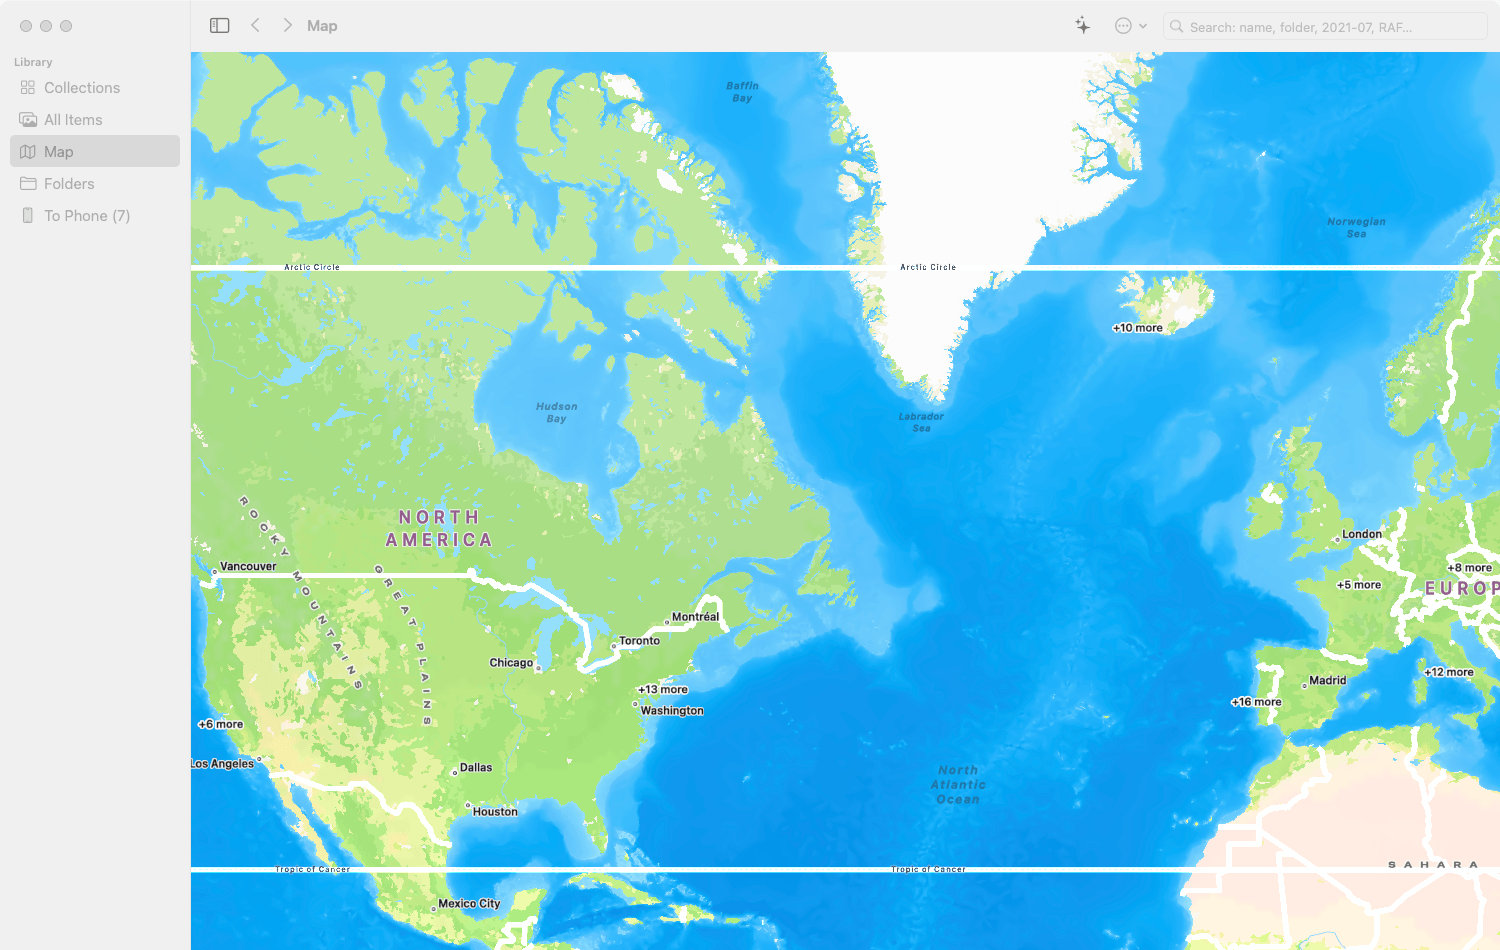 Map
Search: name, folder, 2021-07, RAF...
Library
Collections
All Items
Map
Folders
To Phone (7)
Baffin
Bay
Norwegian
Sea
Arctic Circle
Arctic Circle
+10 more
Hudson
Bay
Labrador
Sea
ROCKY MOUNTAINS
NORTH
AMERICA
London
Vancouver
GREAT PLAINS
+8 more
+5 more
EUROP
Montréal
Toronto
Chicago
+12 more
Madrid
+13 more
+16 more
Washington
+6 more
Los Angeles
Dallas
North
Atlantic
Ocean
Houston
SAHARA
Tropic of Cancer
Tropic of Cancer
Mexico City